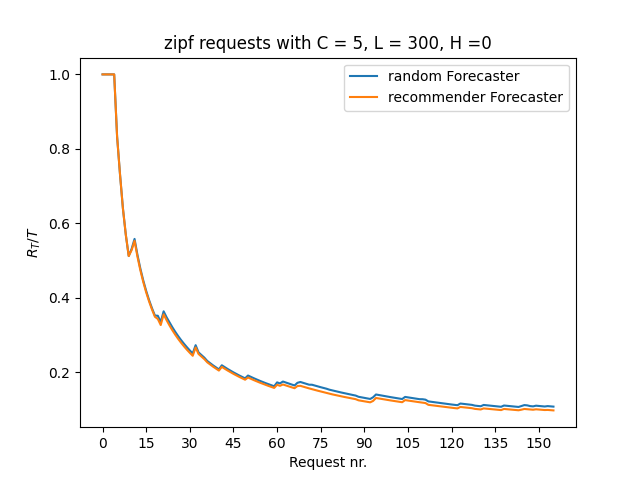 zipf requests with C = 5, L = 300, H =0
random Forecaster
recommender Forecaster
1.0
0.8
0.6
0.4
0.2
R_T/T
0 15 30 45 60 75 90 105 120 135 150
Request nr.